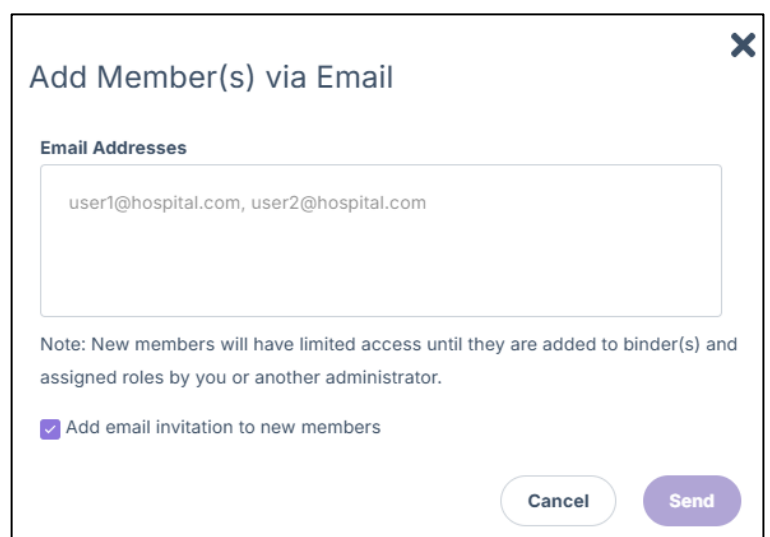 Add Member(s) via Email
Email Addresses
user1@hospital.com, user2@hospital.com
Note: New members will have limited access until they are added to binder(s) and
assigned roles by you or another administrator.
Add email invitation to new members
Cancel Send